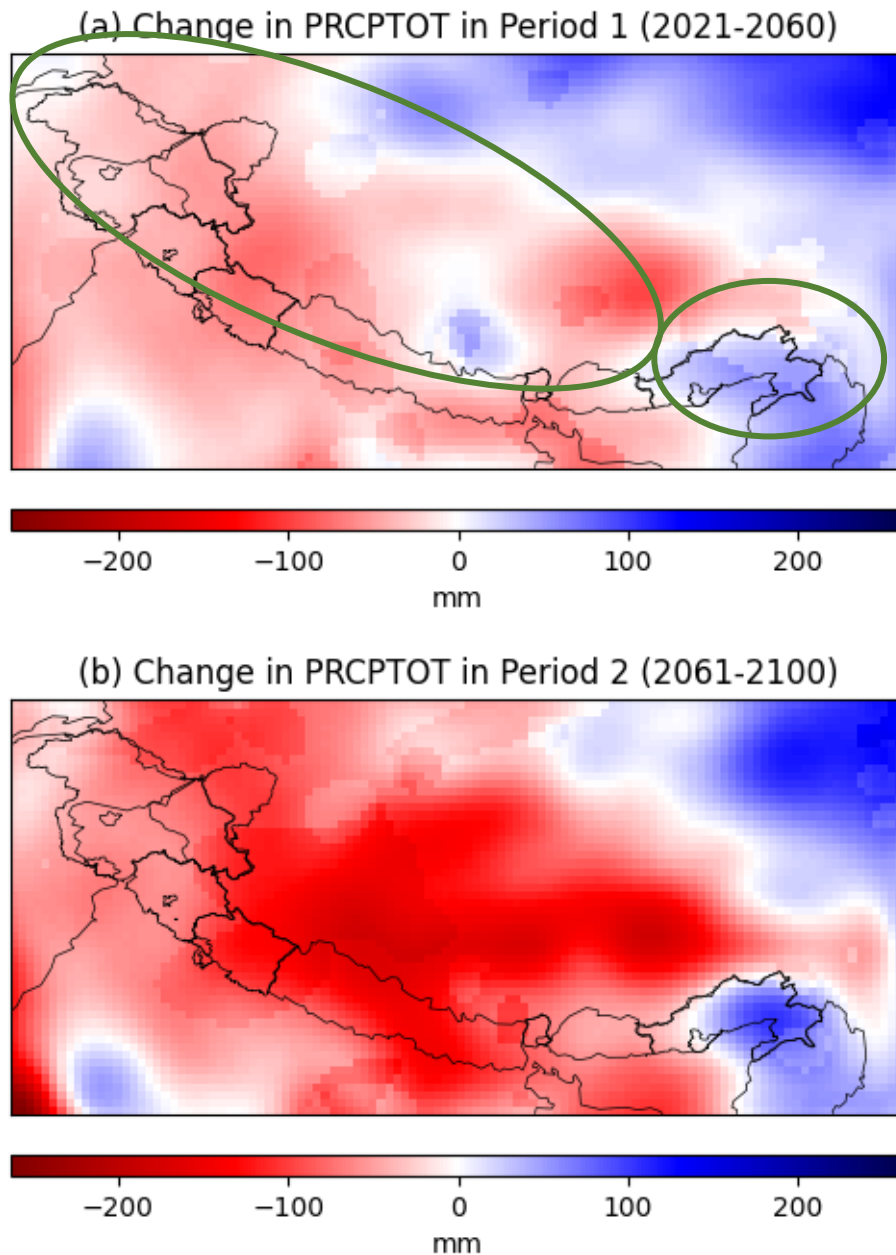 (a) Change in PRCPTOT in Period 1 (2021-2060)
−200 −100 0 100 200
mm
(b) Change in PRCPTOT in Period 2 (2061-2100)
−200 −100 0 100 200
mm